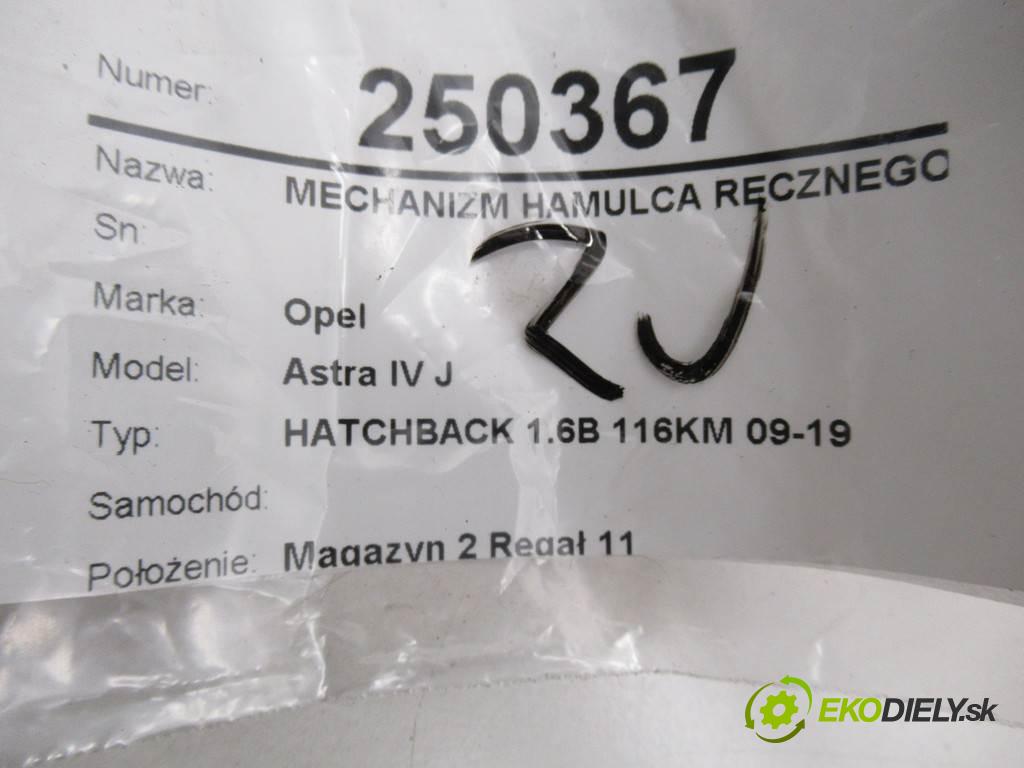 Numer: 250367
Nazwa: MECHANIZM HAMULCA RĘCZNEGO
Sn:
Marka: Opel
Model: Astra IV J
Typ: HATCHBACK 1.6B 116KM 09-19
Samochód:
Położenie: Magazyn 2 Regał 11
EKODIELY.sk